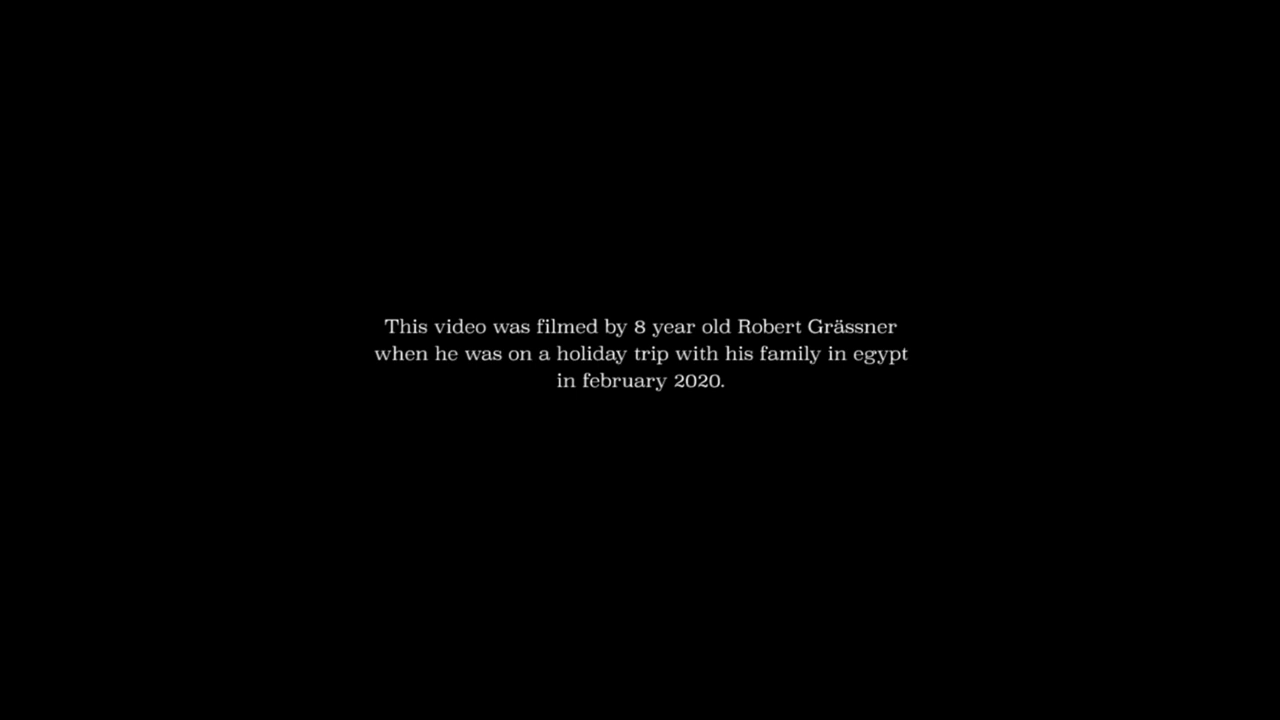 This video was filmed by 8 year old Robert Grässner
when he was on a holiday trip with his family in egypt
in february 2020.